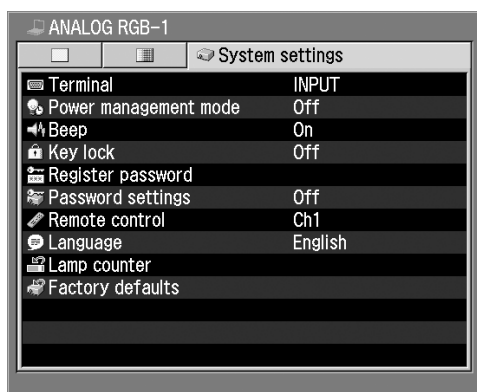 ANALOG RGB-1
System settings
Terminal INPUT
Power management mode Off
Beep On
Key lock Off
Register password
Password settings Off
Remote control Ch1
Language English
Lamp counter
Factory defaults